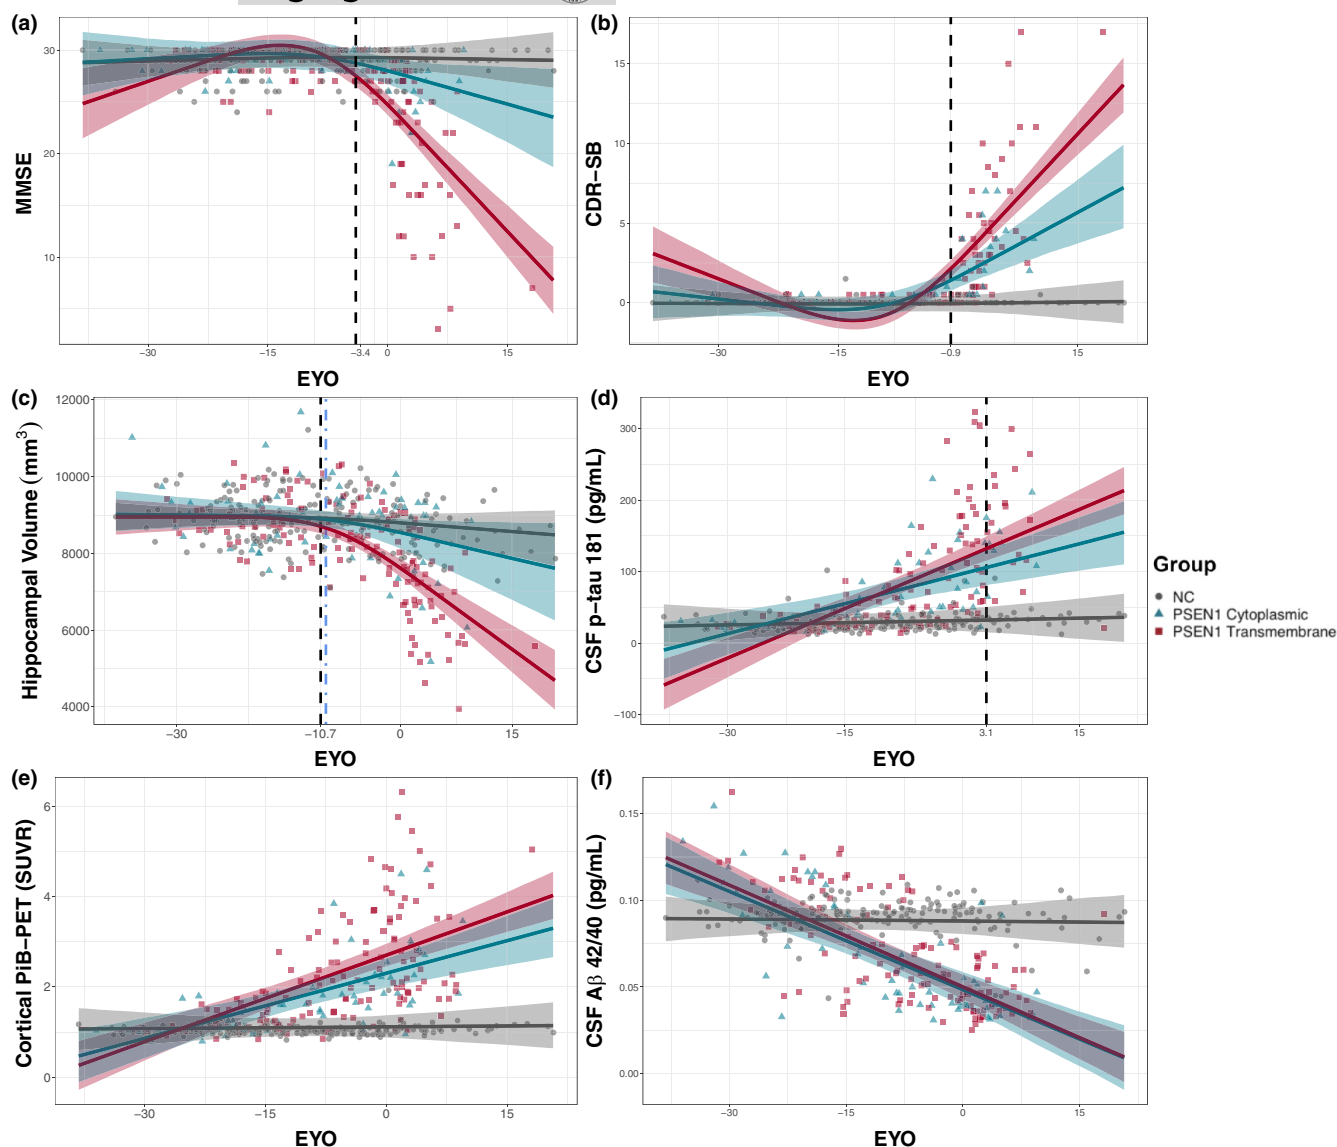 (a)
MMSE
30
20
10
−30
−15
−3.4
0
15
EYO
(b)
CDR−SB
15
10
5
0
−30
−15
−0.9
15
EYO
(c)
Hippocampal Volume (mm³)
12000
10000
8000
6000
4000
−30
−10.7
0
15
EYO
(d)
CSF p−tau 181 (pg/mL)
300
200
100
0
−100
−30
−15
3.1
15
EYO
Group
NC
PSEN1 Cytoplasmic
PSEN1 Transmembrane
(e)
Cortical PiB−PET (SUVR)
6
4
2
0
−30
−15
0
15
EYO
(f)
CSF Aβ 42/40 (pg/mL)
0.15
0.10
0.05
0.00
−30
−15
0
15
EYO